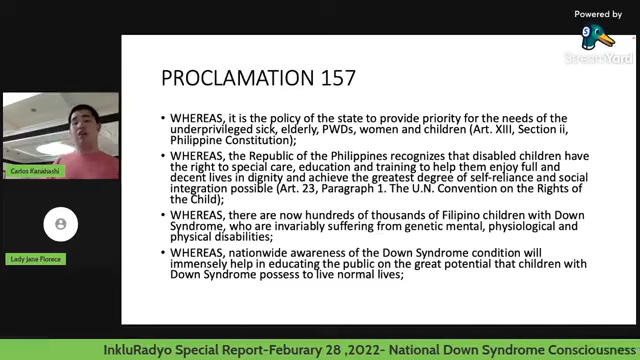 Powered by
StreamYard
PROCLAMATION 157
• WHEREAS, it is the policy of the state to provide priority for the needs of the
underprivileged sick, elderly, PWDs, women and children (Art. XIII, Section ii,
Philippine Constitution);
• WHEREAS, the Republic of the Philippines recognizes that disabled children have
the right to special care, education and training to help them enjoy full and
decent lives in dignity and achieve the greatest degree of self-reliance and social
integration possible (Art. 23, Paragraph 1. The U.N. Convention on the Rights of
the Child);
• WHEREAS, there are now hundreds of thousands of Filipino children with Down
Syndrome, who are invariably suffering from genetic mental, physiological and
physical disabilities;
• WHEREAS, nationwide awareness of the Down Syndrome condition will
immensely help in educating the public on the great potential that children with
Down Syndrome possess to live normal lives;
Carlos Kanahashi
Lady Jane Florece
InkluRadyo Special Report-Feburary 28 ,2022- National Down Syndrome Consciousness